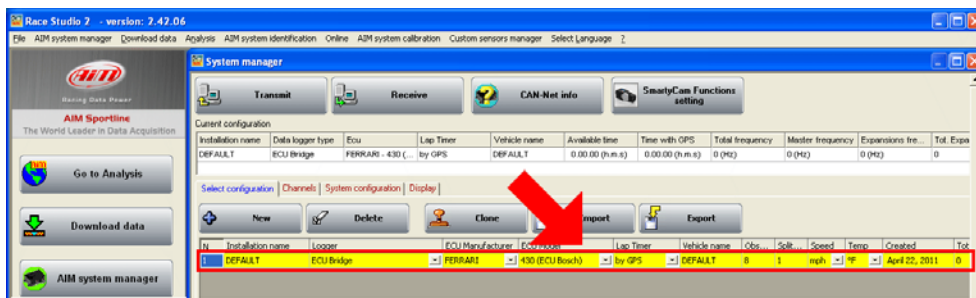 Race Studio 2 - version: 2.42.06
File AIM system manager Download data Analysis AIM system identification Online AIM system calibration Custom sensors manager Select Language ?
System manager
AiM
Racing Data Power
AIM Sportline
The World Leader in Data Acquisition
Go to Analysis
Download data
AIM system manager
Transmit Receive CAN-Net info SmartyCam Functions setting
Current configuration
Installation name Data logger type Ecu Lap Timer Vehicle name Available time Time with GPS Total frequency Master frequency Expansions fre... Tot. Expa
DEFAULT ECU Bridge FERRARI - 430 (... by GPS DEFAULT 0.00.00 (h.m.s) 0.00.00 (h.m.s) 0 (Hz) 0 (Hz) 0 (Hz) 0
Select configuration Channels System configuration Display
New Delete Clone Import Export
N Installation name Logger ECU Manufacturer ECU Model Lap Timer Vehicle name Obs... Split... Speed Temp Created Tot
1 DEFAULT ECU Bridge FERRARI 430 (ECU Bosch) by GPS DEFAULT 8 1 mph °F April 22, 2011 0